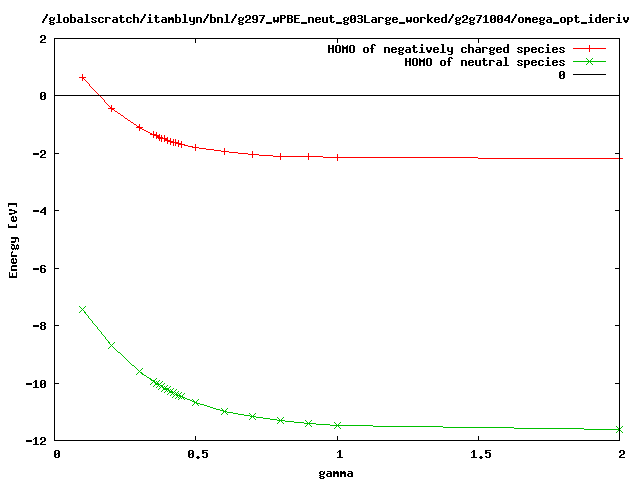 /globalscratch/itamblyn/bnl/g297_wPBE_neut_g03Large_worked/g2g71004/omega_opt_ideriv
HOMO of negatively charged species
HOMO of neutral species
0
2
0
-2
-4
-6
-8
-10
-12
Energy [eV]
0 0.5 1 1.5 2
gamma